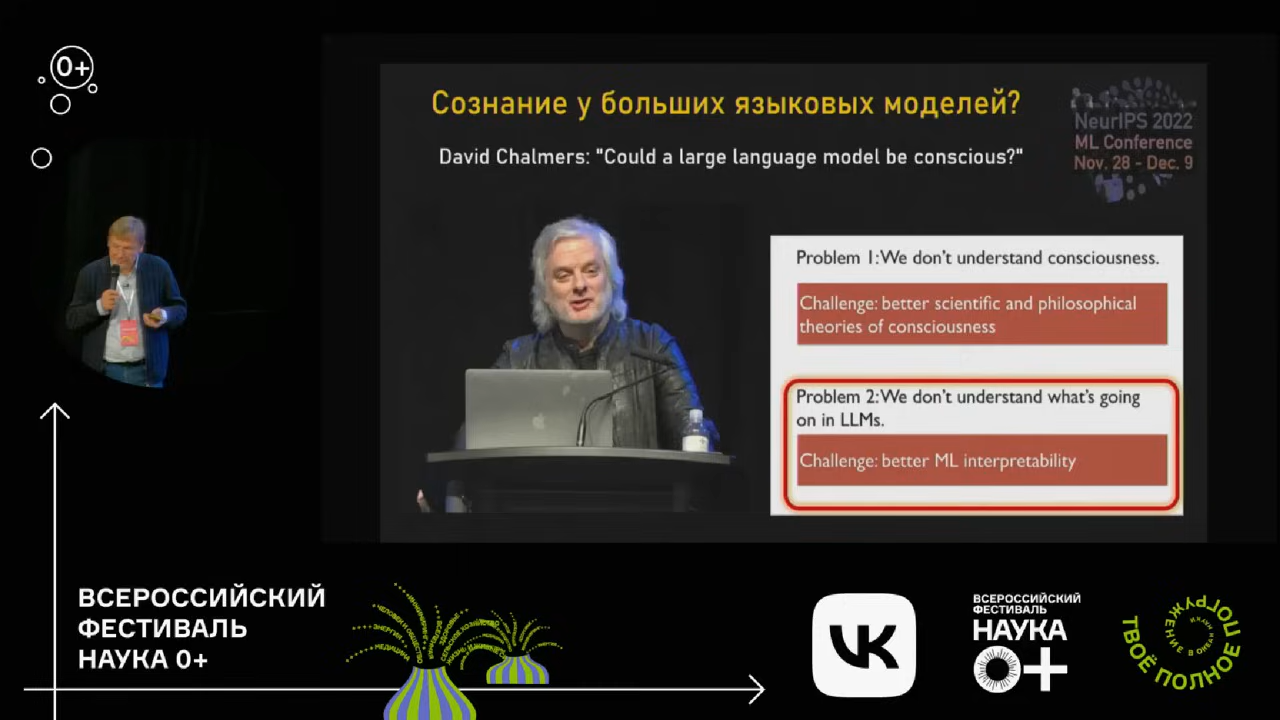 0+
Сознание у больших языковых моделей?
David Chalmers: "Could a large language model be conscious?"
NeurIPS 2022
ML Conference
Nov. 28 - Dec. 9
Problem 1: We don't understand consciousness.
Challenge: better scientific and philosophical
theories of consciousness
Problem 2: We don't understand what's going
on in LLMs.
Challenge: better ML interpretability
ВСЕРОССИЙСКИЙ
ФЕСТИВАЛЬ
НАУКА 0+
VK
ВСЕРОССИЙСКИЙ
ФЕСТИВАЛЬ
НАУКА
0+
ТВОЁ ПОЛНОЕ ПОГРУЖЕНИЕ